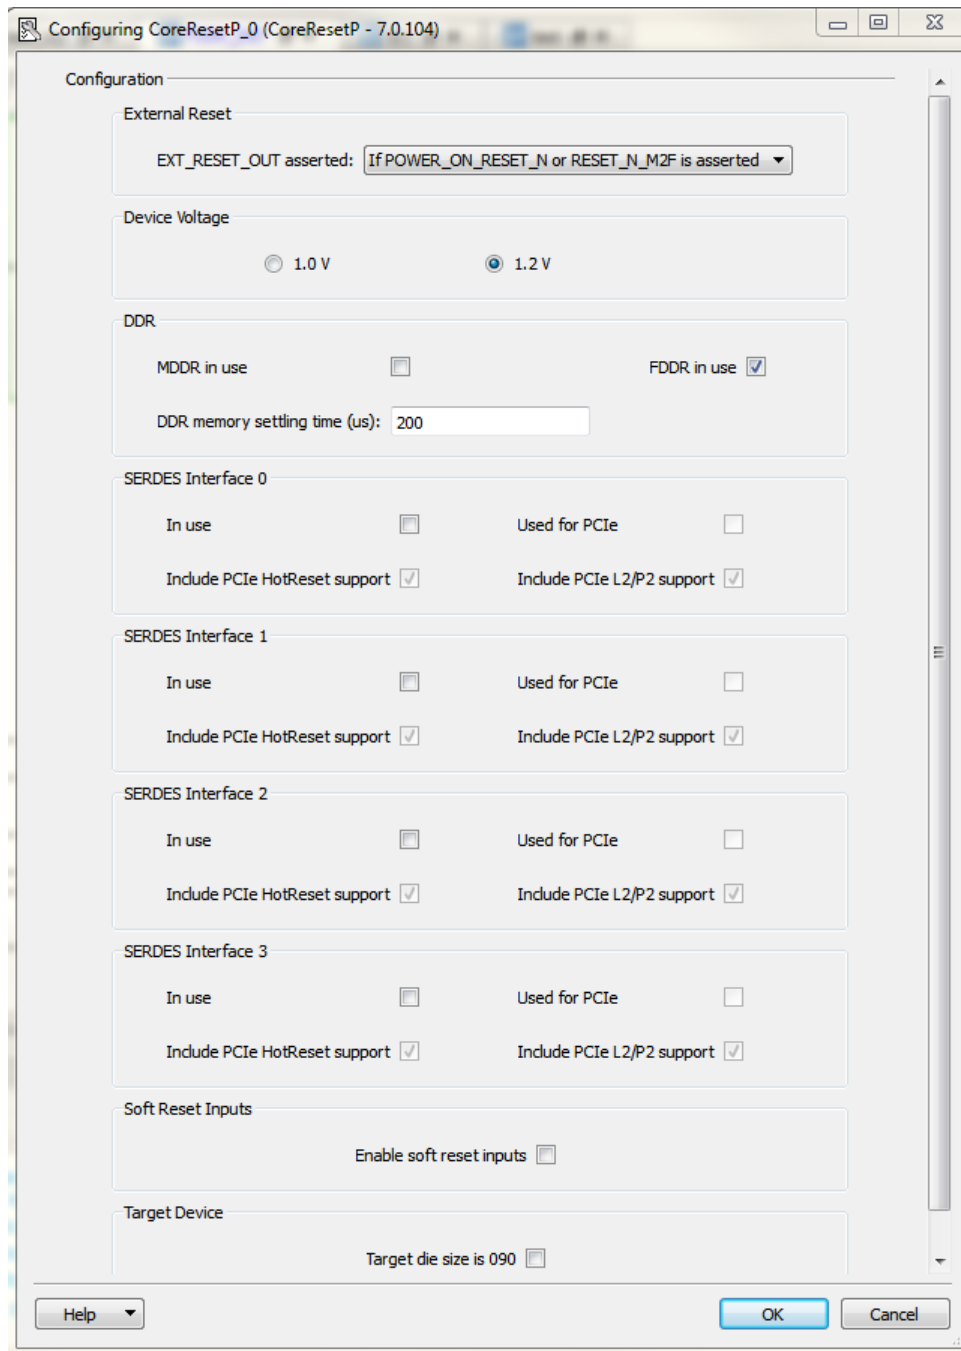 Configuring CoreResetP_0 (CoreResetP - 7.0.104)
Configuration
External Reset
EXT_RESET_OUT asserted: If POWER_ON_RESET_N or RESET_N_M2F is asserted
Device Voltage
1.0 V 1.2 V
DDR
MDDR in use FDDR in use
DDR memory settling time (us): 200
SERDES Interface 0
In use Used for PCIe
Include PCIe HotReset support Include PCIe L2/P2 support
SERDES Interface 1
In use Used for PCIe
Include PCIe HotReset support Include PCIe L2/P2 support
SERDES Interface 2
In use Used for PCIe
Include PCIe HotReset support Include PCIe L2/P2 support
SERDES Interface 3
In use Used for PCIe
Include PCIe HotReset support Include PCIe L2/P2 support
Soft Reset Inputs
Enable soft reset inputs
Target Device
Target die size is 090
Help OK Cancel